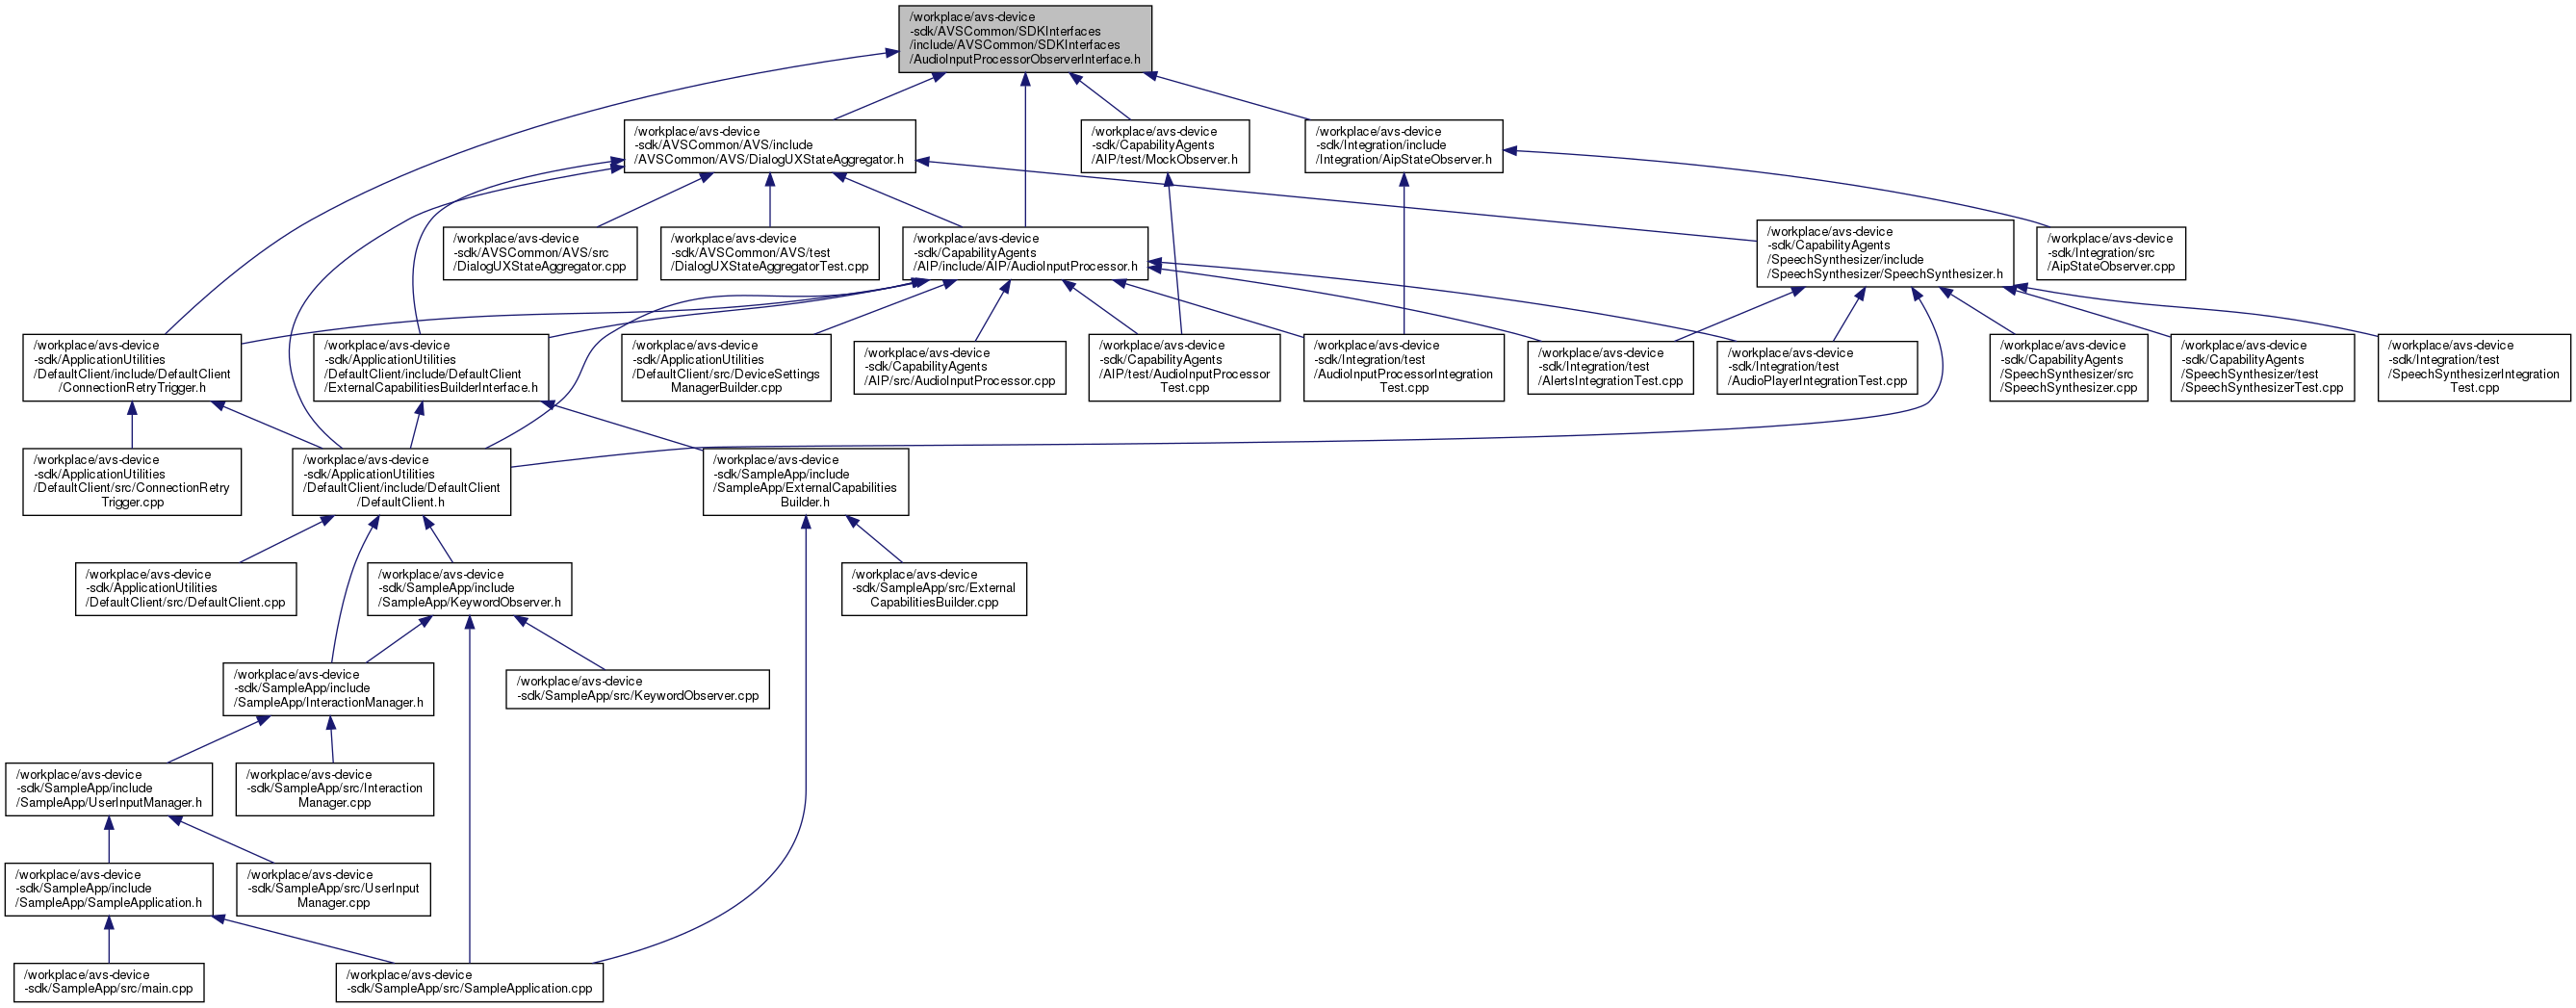 /workplace/avs-device
-sdk/AVSCommon/SDKInterfaces
/include/AVSCommon/SDKInterfaces
/AudioInputProcessorObserverInterface.h
/workplace/avs-device
-sdk/AVSCommon/AVS/include
/AVSCommon/AVS/DialogUXStateAggregator.h
/workplace/avs-device
-sdk/CapabilityAgents
/AIP/test/MockObserver.h
/workplace/avs-device
-sdk/Integration/include
/Integration/AipStateObserver.h
/workplace/avs-device
-sdk/AVSCommon/AVS/src
/DialogUXStateAggregator.cpp
/workplace/avs-device
-sdk/AVSCommon/AVS/test
/DialogUXStateAggregatorTest.cpp
/workplace/avs-device
-sdk/CapabilityAgents
/AIP/include/AIP/AudioInputProcessor.h
/workplace/avs-device
-sdk/CapabilityAgents
/SpeechSynthesizer/include
/SpeechSynthesizer/SpeechSynthesizer.h
/workplace/avs-device
-sdk/Integration/src
/AipStateObserver.cpp
/workplace/avs-device
-sdk/ApplicationUtilities
/DefaultClient/include/DefaultClient
/ConnectionRetryTrigger.h
/workplace/avs-device
-sdk/ApplicationUtilities
/DefaultClient/include/DefaultClient
/ExternalCapabilitiesBuilderInterface.h
/workplace/avs-device
-sdk/ApplicationUtilities
/DefaultClient/src/DeviceSettings
ManagerBuilder.cpp
/workplace/avs-device
-sdk/CapabilityAgents
/AIP/src/AudioInputProcessor.cpp
/workplace/avs-device
-sdk/CapabilityAgents
/AIP/test/AudioInputProcessor
Test.cpp
/workplace/avs-device
-sdk/Integration/test
/AudioInputProcessorIntegration
Test.cpp
/workplace/avs-device
-sdk/Integration/test
/AlertsIntegrationTest.cpp
/workplace/avs-device
-sdk/Integration/test
/AudioPlayerIntegrationTest.cpp
/workplace/avs-device
-sdk/CapabilityAgents
/SpeechSynthesizer/src
/SpeechSynthesizer.cpp
/workplace/avs-device
-sdk/CapabilityAgents
/SpeechSynthesizer/test
/SpeechSynthesizerTest.cpp
/workplace/avs-device
-sdk/Integration/test
/SpeechSynthesizerIntegration
Test.cpp
/workplace/avs-device
-sdk/ApplicationUtilities
/DefaultClient/src/ConnectionRetry
Trigger.cpp
/workplace/avs-device
-sdk/ApplicationUtilities
/DefaultClient/include/DefaultClient
/DefaultClient.h
/workplace/avs-device
-sdk/SampleApp/include
/SampleApp/ExternalCapabilities
Builder.h
/workplace/avs-device
-sdk/ApplicationUtilities
/DefaultClient/src/DefaultClient.cpp
/workplace/avs-device
-sdk/SampleApp/include
/SampleApp/KeywordObserver.h
/workplace/avs-device
-sdk/SampleApp/src/External
CapabilitiesBuilder.cpp
/workplace/avs-device
-sdk/SampleApp/include
/SampleApp/InteractionManager.h
/workplace/avs-device
-sdk/SampleApp/src/KeywordObserver.cpp
/workplace/avs-device
-sdk/SampleApp/include
/SampleApp/UserInputManager.h
/workplace/avs-device
-sdk/SampleApp/src/Interaction
Manager.cpp
/workplace/avs-device
-sdk/SampleApp/include
/SampleApp/SampleApplication.h
/workplace/avs-device
-sdk/SampleApp/src/UserInput
Manager.cpp
/workplace/avs-device
-sdk/SampleApp/src/main.cpp
/workplace/avs-device
-sdk/SampleApp/src/SampleApplication.cpp